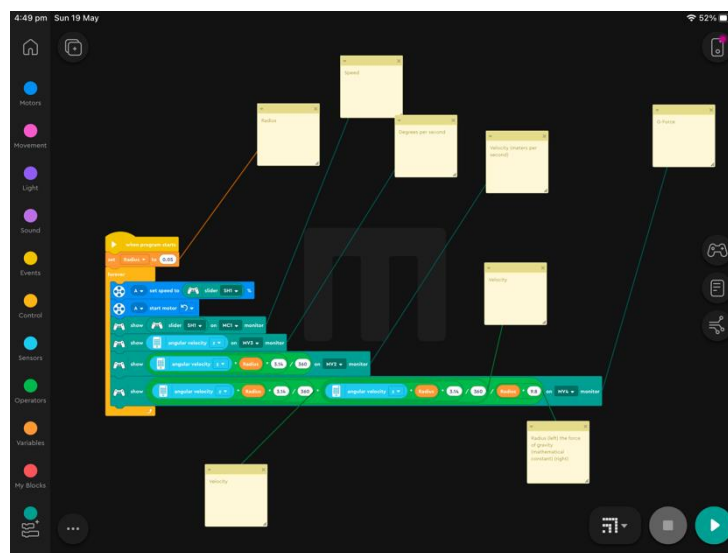 4:49 pm Sun 19 May
52%
Speed
Radius
Degrees per second
Velocity (meters per
second)
G-Force
Motors
Movement
Light
Sound
Events
Control
Sensors
Operators
Variables
My Blocks
when program starts
set Radius to 0.05
forever
A set speed to slider SH1 %
A start motor
show slider SH1 on MC1 monitor
show angular velocity z on MV3 monitor
show angular velocity z * Radius * 3.14 / 360 on MV2 monitor
show angular velocity z * Radius * 3.14 / 360 * angular velocity z * Radius * 3.14 / 360 / Radius * 9.8 on MV4 monitor
Velocity
Velocity
Radius (left) the force
of gravity
(mathematical
constant) (right)